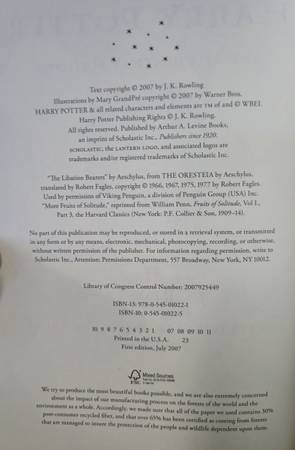 Text copyright © 2007 by J. K. Rowling
Illustrations by Mary GrandPré copyright © 2007 by Warner Bros.
HARRY POTTER & all related characters and elements are TM of and © WBEI.
Harry Potter Publishing Rights © J. K. Rowling.
All rights reserved. Published by Arthur A. Levine Books,
an imprint of Scholastic Inc., Publishers since 1920.
SCHOLASTIC, the LANTERN LOGO, and associated logos are
trademarks and/or registered trademarks of Scholastic Inc.
"The Libation Bearers" by Aeschylus, from THE ORESTEIA by Aeschylus,
translated by Robert Fagles, copyright © 1966, 1967, 1975, 1977 by Robert Fagles.
Used by permission of Viking Penguin, a division of Penguin Group (USA) Inc.
"More Fruits of Solitude," reprinted from William Penn, Fruits of Solitude, Vol I.,
Part 3, the Harvard Classics (New York: P.F. Collier & Son, 1909–14).
No part of this publication may be reproduced, or stored in a retrieval system, or transmitted
in any form or by any means, electronic, mechanical, photocopying, recording, or otherwise,
without written permission of the publisher. For information regarding permission, write to
Scholastic Inc., Attention: Permissions Department, 557 Broadway, New York, NY 10012.
Library of Congress Control Number: 2007925449
ISBN-13: 978-0-545-01022-1
ISBN-10: 0-545-01022-5
10 9 8 7 6 5 4 3 2 1 07 08 09 10 11
Printed in the U.S.A. 23
First edition, July 2007
FSC
Mixed Sources
We try to produce the most beautiful books possible, and we are also extremely concerned
about the impact of our manufacturing process on the forests of the world and the
environment as a whole. Accordingly, we made sure that all of the paper we used contains 30%
post-consumer recycled fiber, and that over 65% has been certified as coming from forests
that are managed to insure the protection of the people and wildlife dependent upon them.